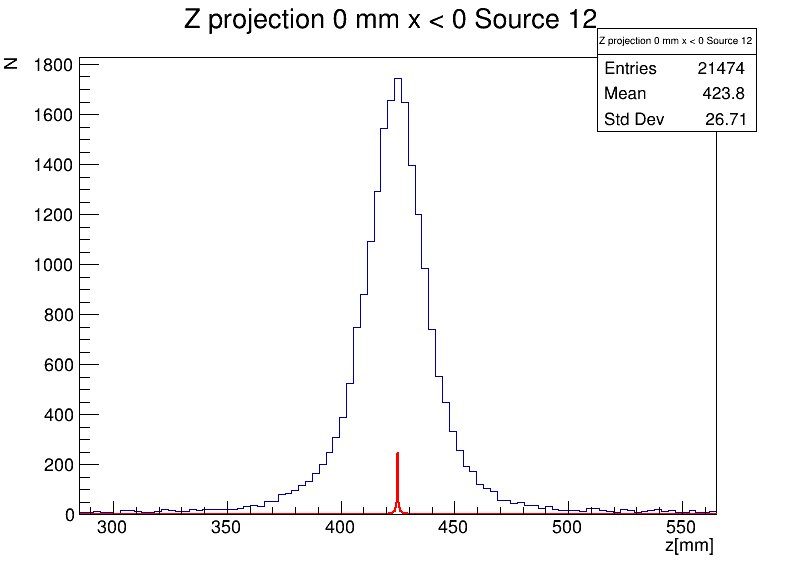 Z projection 0 mm x < 0 Source 12
Z projection 0 mm x < 0 Source 12
Entries 21474
Mean 423.8
Std Dev 26.71
N
1800
1600
1400
1200
1000
800
600
400
200
0
300 350 400 450 500 550
z[mm]